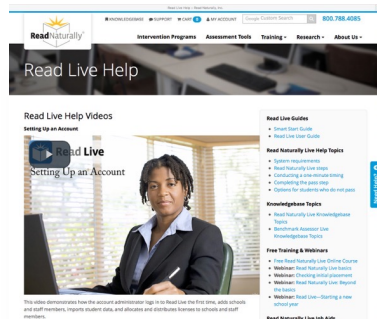 Read Live Help | Read Naturally, Inc.
KNOWLEDGEBASE SUPPORT CART 0 MY ACCOUNT Google Custom Search 800.788.4085
Read Naturally
Intervention Programs Assessment Tools Training Research About Us
Read Live Help
Read Live Help Videos
Setting Up an Account
Read Live
Setting Up an Account
This video demonstrates how the account administrator logs in to Read Live the first time, adds schools
and staff members, imports student data, and allocates and distributes licenses to schools and staff
members.
Read Live Guides
Smart Start Guide
Read Live User Guide
Read Naturally Live Help Topics
System requirements
Read Naturally Live steps
Conducting a one-minute timing
Completing the pass step
Options for students who do not pass
Knowledgebase Topics
Read Naturally Live Knowledgebase
Topics
Benchmark Assessor Live
Knowledgebase Topics
Free Training & Webinars
Free Read Naturally Live Online Course
Webinar: Read Naturally Live basics
Webinar: Checking initial placement
Webinar: Read Naturally Live: Beyond
the basics
Webinar: Read Live—Starting a new
school year
Read Naturally Live Job Aids
Need Help?